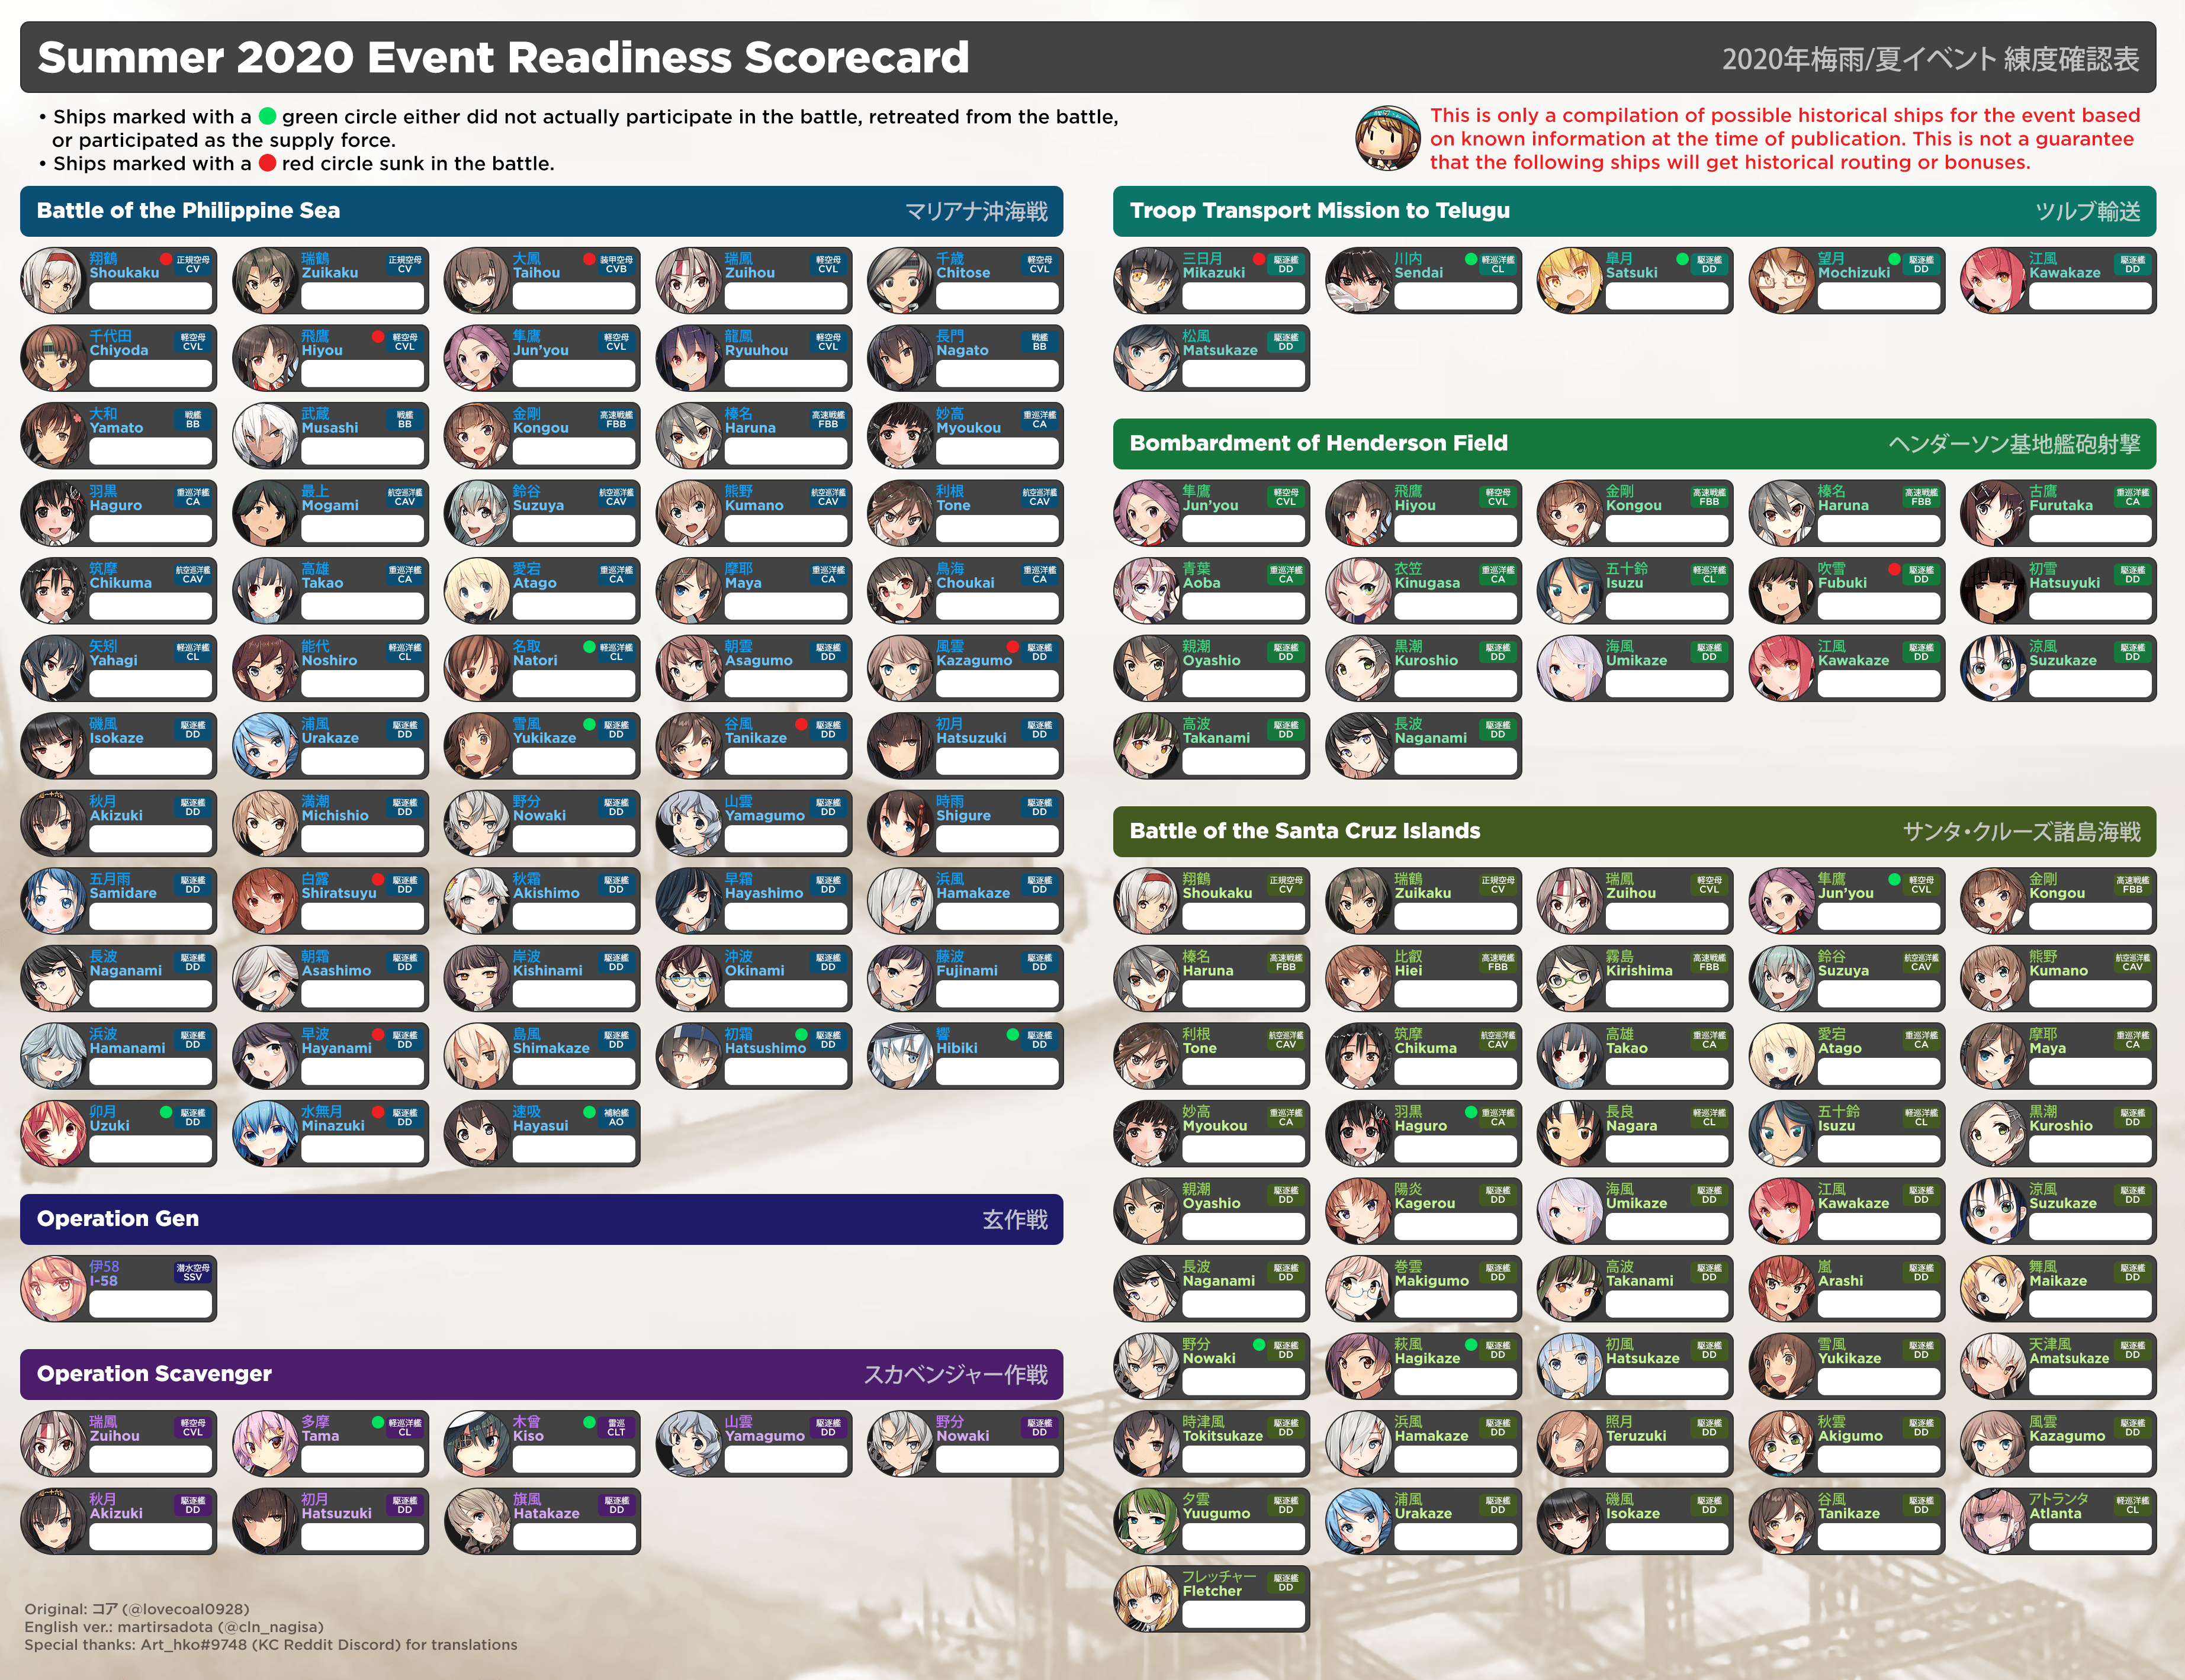 Summer 2020 Event Readiness Scorecard
2020年梅雨/夏イベント 練度確認表
• Ships marked with a green circle either did not actually participate in the battle, retreated from the battle,
or participated as the supply force.
• Ships marked with a red circle sunk in the battle.
This is only a compilation of possible historical ships for the event based
on known information at the time of publication. This is not a guarantee
that the following ships will get historical routing or bonuses.
Battle of the Philippine Sea
マリアナ沖海戦
翔鶴 Shoukaku 正規空母 CV
瑞鶴 Zuikaku 正規空母 CV
大鳳 Taihou 装甲空母 CVB
瑞鳳 Zuihou 軽空母 CVL
千歳 Chitose 軽空母 CVL
千代田 Chiyoda 軽空母 CVL
飛鷹 Hiyou 軽空母 CVL
隼鷹 Jun'you 軽空母 CVL
龍鳳 Ryuuhou 軽空母 CVL
長門 Nagato 戦艦 BB
大和 Yamato 戦艦 BB
武蔵 Musashi 戦艦 BB
金剛 Kongou 高速戦艦 FBB
榛名 Haruna 高速戦艦 FBB
妙高 Myoukou 重巡洋艦 CA
羽黒 Haguro 重巡洋艦 CA
最上 Mogami 航空巡洋艦 CAV
鈴谷 Suzuya 航空巡洋艦 CAV
熊野 Kumano 航空巡洋艦 CAV
利根 Tone 航空巡洋艦 CAV
筑摩 Chikuma 航空巡洋艦 CAV
高雄 Takao 重巡洋艦 CA
愛宕 Atago 重巡洋艦 CA
摩耶 Maya 重巡洋艦 CA
鳥海 Choukai 重巡洋艦 CA
矢矧 Yahagi 軽巡洋艦 CL
能代 Noshiro 軽巡洋艦 CL
名取 Natori 軽巡洋艦 CL
朝雲 Asagumo 駆逐艦 DD
風雲 Kazagumo 駆逐艦 DD
磯風 Isokaze 駆逐艦 DD
浦風 Urakaze 駆逐艦 DD
雪風 Yukikaze 駆逐艦 DD
谷風 Tanikaze 駆逐艦 DD
初月 Hatsuzuki 駆逐艦 DD
秋月 Akizuki 駆逐艦 DD
満潮 Michishio 駆逐艦 DD
野分 Nowaki 駆逐艦 DD
山雲 Yamagumo 駆逐艦 DD
時雨 Shigure 駆逐艦 DD
五月雨 Samidare 駆逐艦 DD
白露 Shiratsuyu 駆逐艦 DD
秋霜 Akishimo 駆逐艦 DD
早霜 Hayashimo 駆逐艦 DD
浜風 Hamakaze 駆逐艦 DD
長波 Naganami 駆逐艦 DD
朝霜 Asashimo 駆逐艦 DD
岸波 Kishinami 駆逐艦 DD
沖波 Okinami 駆逐艦 DD
藤波 Fujinami 駆逐艦 DD
浜波 Hamanami 駆逐艦 DD
早波 Hayanami 駆逐艦 DD
島風 Shimakaze 駆逐艦 DD
初霜 Hatsushimo 駆逐艦 DD
響 Hibiki 駆逐艦 DD
卯月 Uzuki 駆逐艦 DD
水無月 Minazuki 駆逐艦 DD
速吸 Hayasui 補給艦 AO
Operation Gen
玄作戦
伊58 I-58 潜水空母 SSV
Operation Scavenger
スカベンジャー作戦
瑞鳳 Zuihou 軽空母 CVL
多摩 Tama 軽巡洋艦 CL
木曾 Kiso 雷巡 CLT
山雲 Yamagumo 駆逐艦 DD
野分 Nowaki 駆逐艦 DD
秋月 Akizuki 駆逐艦 DD
初月 Hatsuzuki 駆逐艦 DD
旗風 Hatakaze 駆逐艦 DD
Troop Transport Mission to Telugu
ツルブ輸送
三日月 Mikazuki 駆逐艦 DD
川内 Sendai 軽巡洋艦 CL
皐月 Satsuki 駆逐艦 DD
望月 Mochizuki 駆逐艦 DD
江風 Kawakaze 駆逐艦 DD
松風 Matsukaze 駆逐艦 DD
Bombardment of Henderson Field
ヘンダーソン基地艦砲射撃
隼鷹 Jun'you 軽空母 CVL
飛鷹 Hiyou 軽空母 CVL
金剛 Kongou 高速戦艦 FBB
榛名 Haruna 高速戦艦 FBB
古鷹 Furutaka 重巡洋艦 CA
青葉 Aoba 重巡洋艦 CA
衣笠 Kinugasa 重巡洋艦 CA
五十鈴 Isuzu 軽巡洋艦 CL
吹雪 Fubuki 駆逐艦 DD
初雪 Hatsuyuki 駆逐艦 DD
親潮 Oyashio 駆逐艦 DD
黒潮 Kuroshio 駆逐艦 DD
海風 Umikaze 駆逐艦 DD
江風 Kawakaze 駆逐艦 DD
涼風 Suzukaze 駆逐艦 DD
高波 Takanami 駆逐艦 DD
長波 Naganami 駆逐艦 DD
Battle of the Santa Cruz Islands
サンタ・クルーズ諸島海戦
翔鶴 Shoukaku 正規空母 CV
瑞鶴 Zuikaku 正規空母 CV
瑞鳳 Zuihou 軽空母 CVL
隼鷹 Jun'you 軽空母 CVL
金剛 Kongou 高速戦艦 FBB
榛名 Haruna 高速戦艦 FBB
比叡 Hiei 高速戦艦 FBB
霧島 Kirishima 高速戦艦 FBB
鈴谷 Suzuya 航空巡洋艦 CAV
熊野 Kumano 航空巡洋艦 CAV
利根 Tone 航空巡洋艦 CAV
筑摩 Chikuma 航空巡洋艦 CAV
高雄 Takao 重巡洋艦 CA
愛宕 Atago 重巡洋艦 CA
摩耶 Maya 重巡洋艦 CA
妙高 Myoukou 重巡洋艦 CA
羽黒 Haguro 重巡洋艦 CA
長良 Nagara 軽巡洋艦 CL
五十鈴 Isuzu 軽巡洋艦 CL
黒潮 Kuroshio 駆逐艦 DD
親潮 Oyashio 駆逐艦 DD
陽炎 Kagerou 駆逐艦 DD
海風 Umikaze 駆逐艦 DD
江風 Kawakaze 駆逐艦 DD
涼風 Suzukaze 駆逐艦 DD
長波 Naganami 駆逐艦 DD
巻雲 Makigumo 駆逐艦 DD
高波 Takanami 駆逐艦 DD
嵐 Arashi 駆逐艦 DD
舞風 Maikaze 駆逐艦 DD
野分 Nowaki 駆逐艦 DD
萩風 Hagikaze 駆逐艦 DD
初風 Hatsukaze 駆逐艦 DD
雪風 Yukikaze 駆逐艦 DD
天津風 Amatsukaze 駆逐艦 DD
時津風 Tokitsukaze 駆逐艦 DD
浜風 Hamakaze 駆逐艦 DD
照月 Teruzuki 駆逐艦 DD
秋雲 Akigumo 駆逐艦 DD
風雲 Kazagumo 駆逐艦 DD
夕雲 Yuugumo 駆逐艦 DD
浦風 Urakaze 駆逐艦 DD
磯風 Isokaze 駆逐艦 DD
谷風 Tanikaze 駆逐艦 DD
アトランタ Atlanta 軽巡洋艦 CL
フレッチャー Fletcher 駆逐艦 DD
Original: コア (@lovecoal0928)
English ver.: martirsadota (@cln_nagisa)
Special thanks: Art_hko#9748 (KC Reddit Discord) for translations